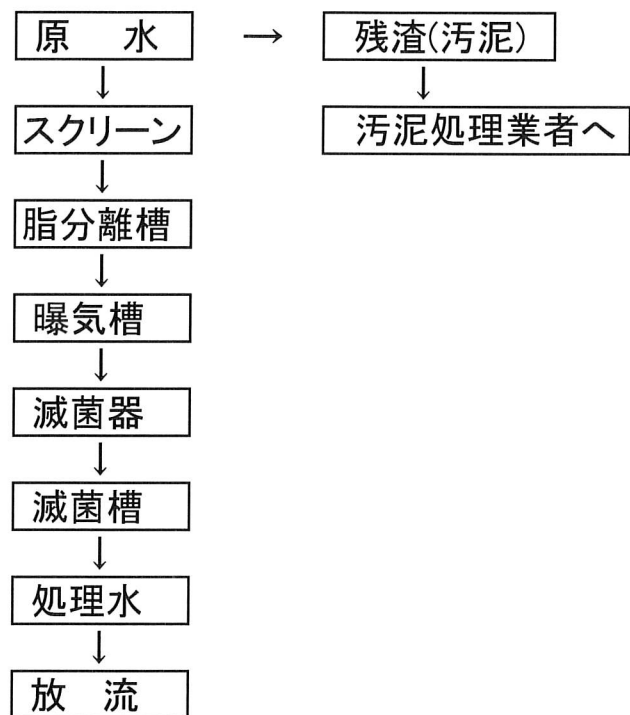 原　水 → 残渣(汚泥)
↓ ↓
スクリーン 汚泥処理業者へ
↓
脂分離槽
↓
曝気槽
↓
滅菌器
↓
滅菌槽
↓
処理水
↓
放　流